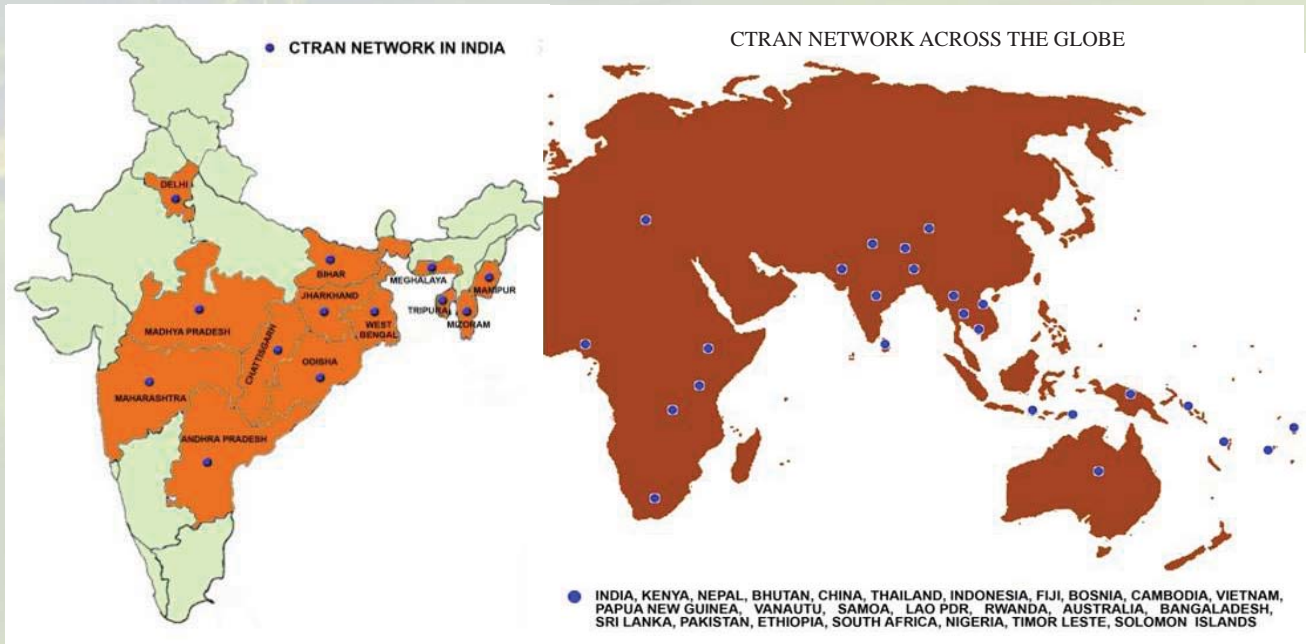 CTRAN NETWORK IN INDIA
DELHI
BIHAR
MEGHALAYA
MANIPUR
JHARKHAND
TRIPURA
MIZORAM
WEST
BENGAL
MADHYA PRADESH
CHATTISGARH
ODISHA
MAHARASHTRA
ANDHRA PRADESH
CTRAN NETWORK ACROSS THE GLOBE
INDIA, KENYA, NEPAL, BHUTAN, CHINA, THAILAND, INDONESIA, FIJI, BOSNIA, CAMBODIA, VIETNAM,
PAPUA NEW GUINEA, VANAUTU, SAMOA, LAO PDR, RWANDA, AUSTRALIA, BANGALADESH,
SRI LANKA, PAKISTAN, ETHIOPIA, SOUTH AFRICA, NIGERIA, TIMOR LESTE, SOLOMON ISLANDS